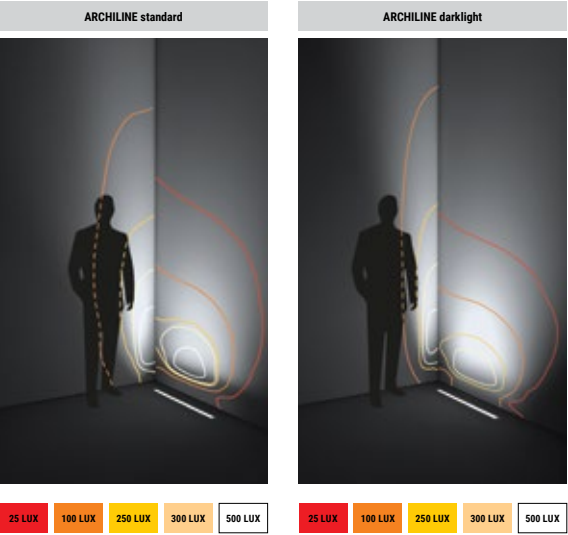 ARCHILINE standard
ARCHILINE darklight
25 LUX 100 LUX 250 LUX 300 LUX 500 LUX
25 LUX 100 LUX 250 LUX 300 LUX 500 LUX